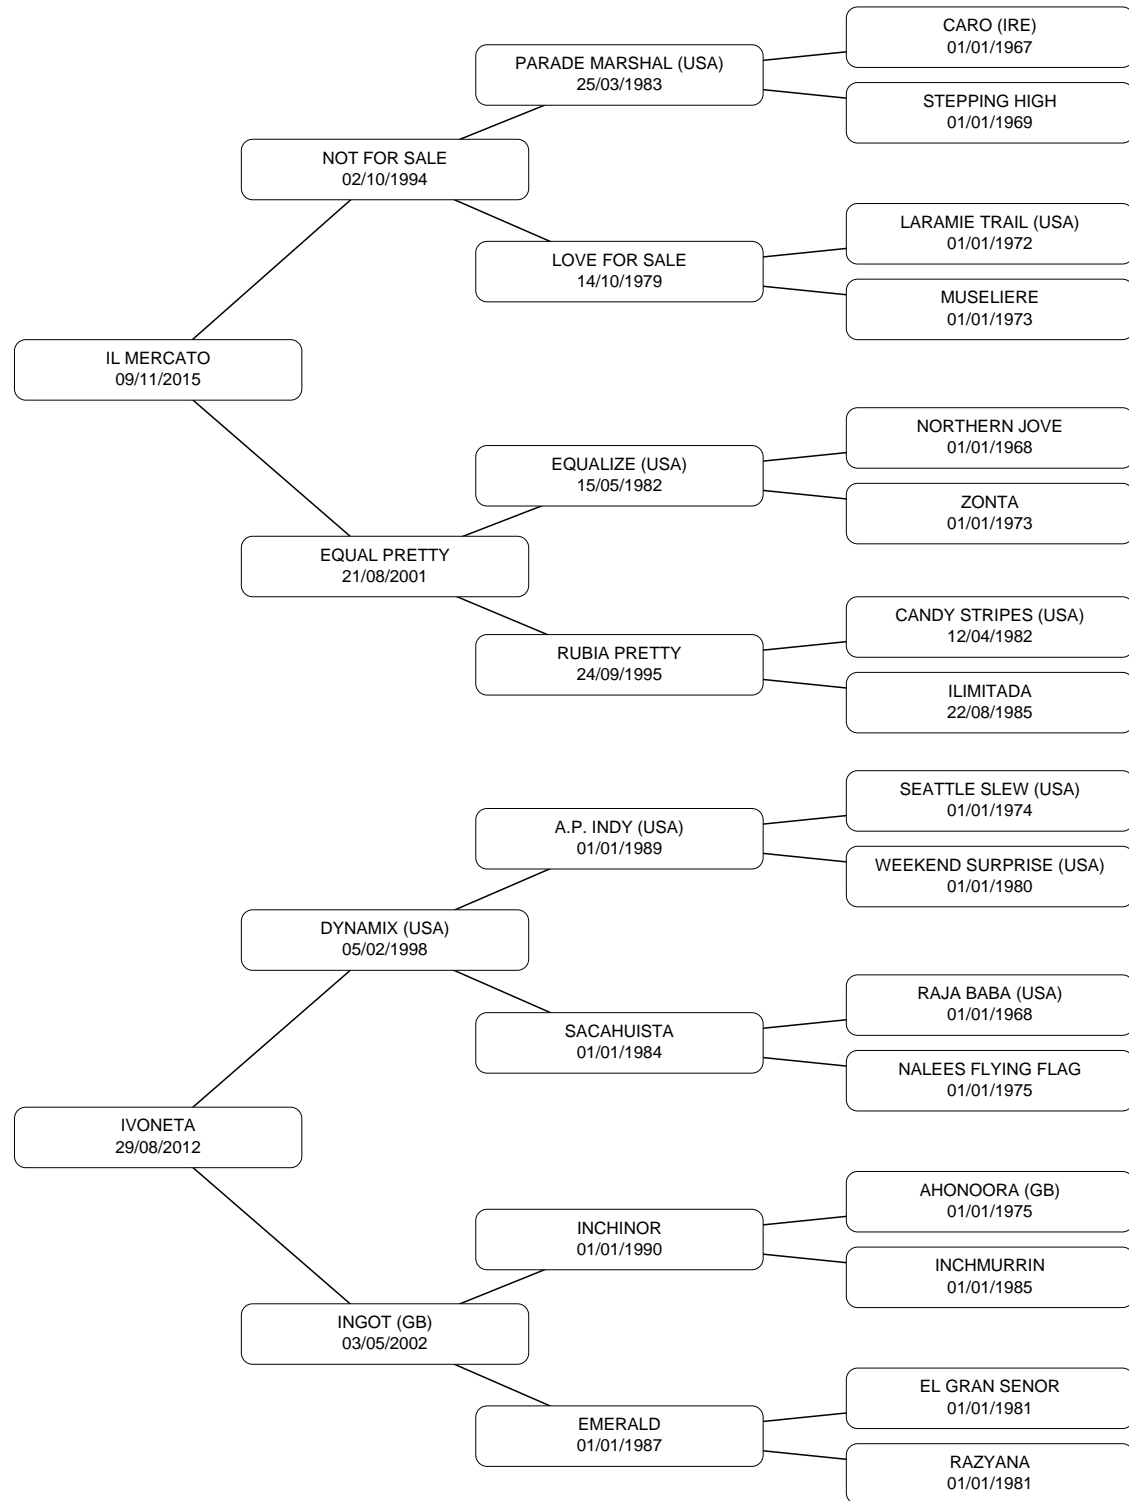 CARO (IRE)
01/01/1967
PARADE MARSHAL (USA)
25/03/1983
STEPPING HIGH
01/01/1969
NOT FOR SALE
02/10/1994
LARAMIE TRAIL (USA)
01/01/1972
LOVE FOR SALE
14/10/1979
MUSELIERE
01/01/1973
IL MERCATO
09/11/2015
NORTHERN JOVE
01/01/1968
EQUALIZE (USA)
15/05/1982
ZONTA
01/01/1973
EQUAL PRETTY
21/08/2001
CANDY STRIPES (USA)
12/04/1982
RUBIA PRETTY
24/09/1995
ILIMITADA
22/08/1985
SEATTLE SLEW (USA)
01/01/1974
A.P. INDY (USA)
01/01/1989
WEEKEND SURPRISE (USA)
01/01/1980
DYNAMIX (USA)
05/02/1998
RAJA BABA (USA)
01/01/1968
SACAHUISTA
01/01/1984
NALEES FLYING FLAG
01/01/1975
IVONETA
29/08/2012
AHONOORA (GB)
01/01/1975
INCHINOR
01/01/1990
INCHMURRIN
01/01/1985
INGOT (GB)
03/05/2002
EL GRAN SENOR
01/01/1981
EMERALD
01/01/1987
RAZYANA
01/01/1981